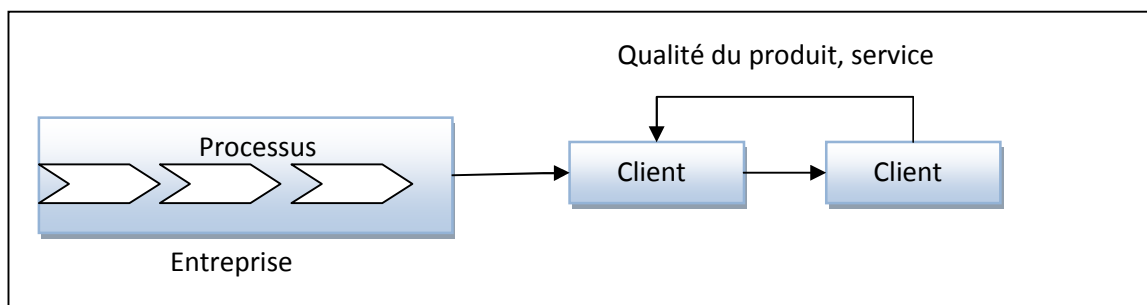 Qualité du produit, service
Processus
Client
Client
Entreprise